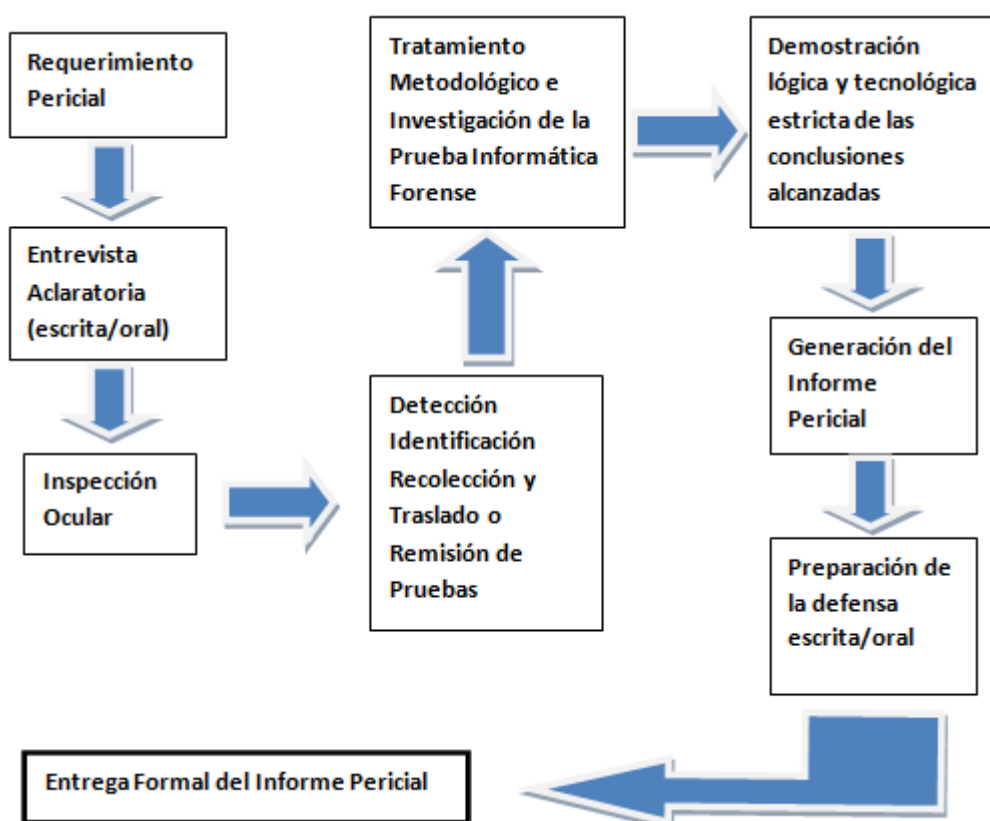 Requerimiento
Pericial
Entrevista
Aclaratoria
(escrita/oral)
Inspección
Ocular
Detección
Identificación
Recolección y
Traslado o
Remisión de
Pruebas
Tratamiento
Metodológico e
Investigación de la
Prueba Informática
Forense
Demostración
lógica y tecnológica
estricta de las
conclusiones
alcanzadas
Generación del
Informe
Pericial
Preparación de
la defensa
escrita/oral
Entrega Formal del Informe Pericial